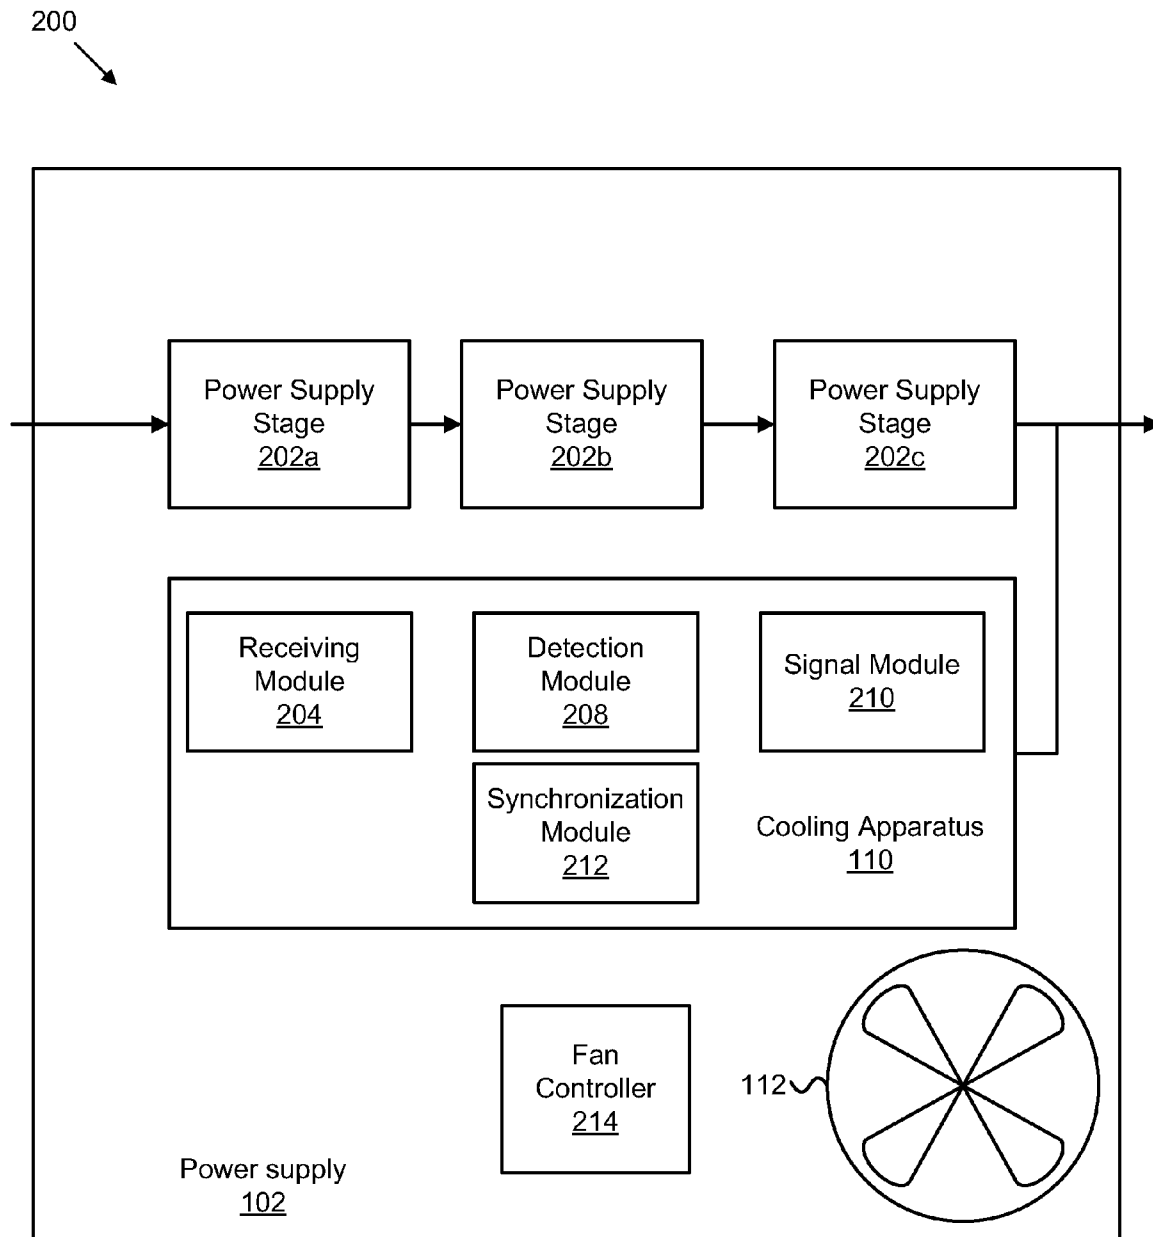 200
Power Supply
Stage
202a
Power Supply
Stage
202b
Power Supply
Stage
202c
Receiving
Module
204
Detection
Module
208
Signal Module
210
Synchronization
Module
212
Cooling Apparatus
110
Fan
Controller
214
112
Power supply
102